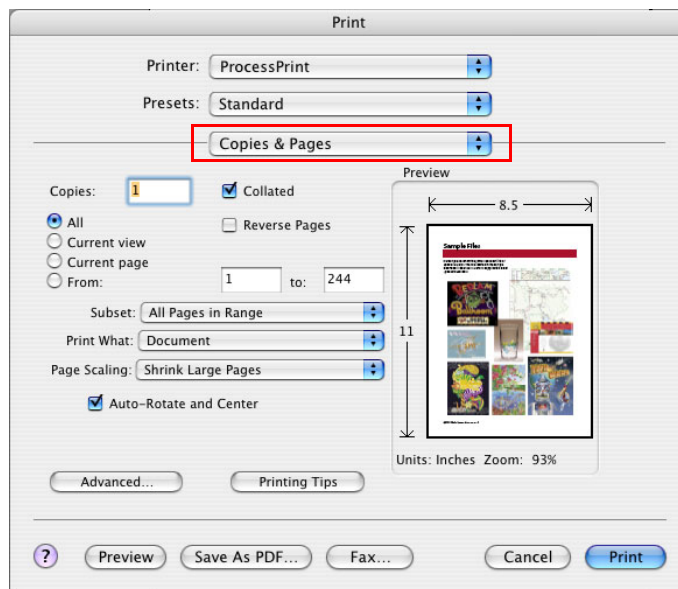 Print
Printer: ProcessPrint
Presets: Standard
Copies & Pages
Preview
Copies: 1 Collated
8.5
All Reverse Pages
Current view
Current page
From: 1 to: 244
Sample Files
Subset: All Pages in Range
Print What: Document
11
Page Scaling: Shrink Large Pages
Auto-Rotate and Center
Units: Inches Zoom: 93%
Advanced... Printing Tips
? Preview Save As PDF... Fax... Cancel Print